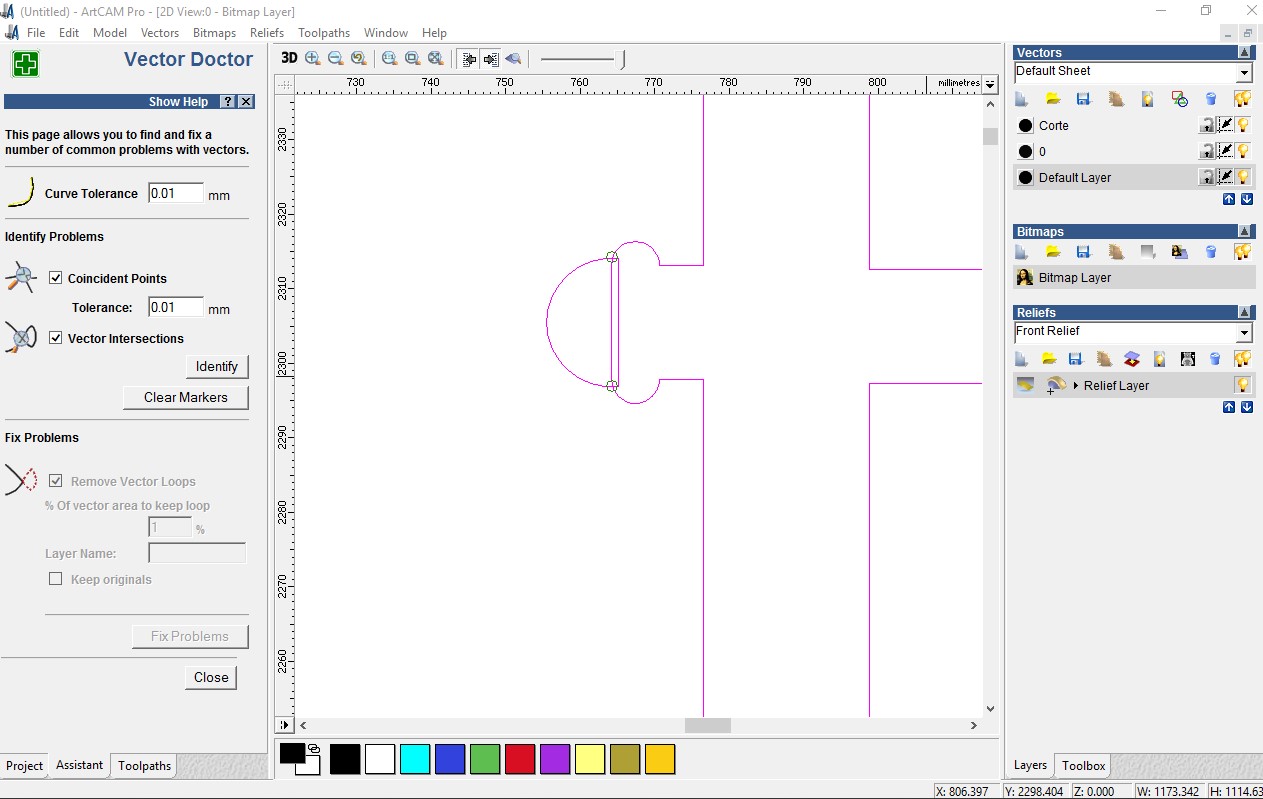 (Untitled) - ArtCAM Pro - [2D View:0 - Bitmap Layer]
File Edit Model Vectors Bitmaps Reliefs Toolpaths Window Help
Vector Doctor
Show Help ? X
This page allows you to find and fix a
number of common problems with vectors.
Curve Tolerance 0.01 mm
Identify Problems
Coincident Points
Tolerance: 0.01 mm
Vector Intersections
Identify
Clear Markers
Fix Problems
Remove Vector Loops
% Of vector area to keep loop
1 %
Layer Name:
Keep originals
Fix Problems
Close
Project Assistant Toolpaths
3D
730 740 750 760 770 780 790 800 millimetres
2330
2320
2310
2300
2290
2280
2270
2260
Vectors
Default Sheet
Corte
0
Default Layer
Bitmaps
Bitmap Layer
Reliefs
Front Relief
Relief Layer
Layers Toolbox
X: 806.397 Y: 2298.404 Z: 0.000 W: 1173.342 H: 1114.63